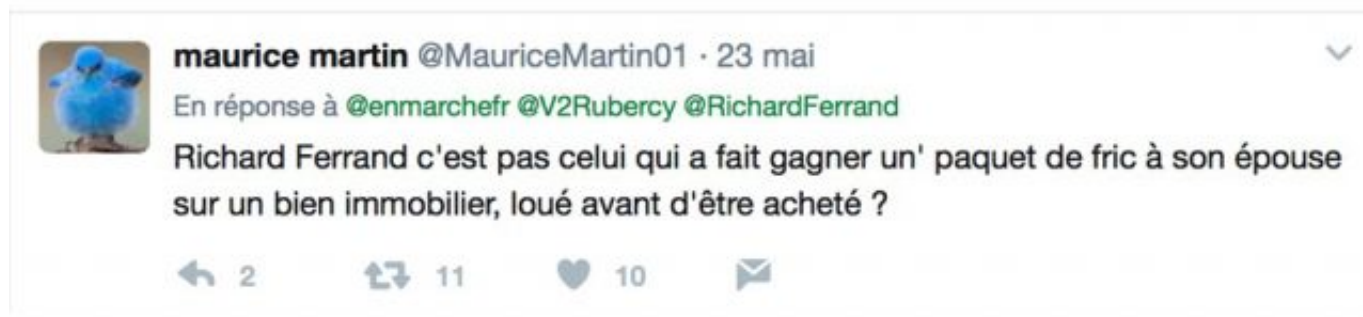 maurice martin @MauriceMartin01 · 23 mai
En réponse à @enmarchefr @V2Rubercy @RichardFerrand
Richard Ferrand c'est pas celui qui a fait gagner un' paquet de fric à son épouse
sur un bien immobilier, loué avant d'être acheté ?
2 11 10